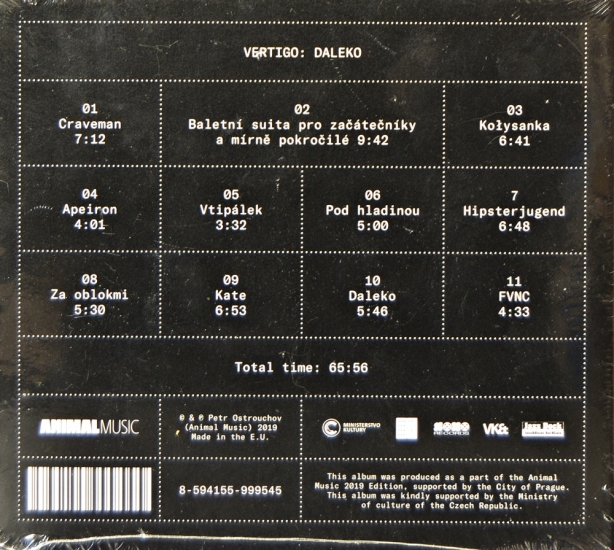 VERTIGO: DALEKO
01
Craveman
7:12
02
Baletní suita pro začátečníky
a mírně pokročilé 9:42
03
Kołysanka
6:41
04
Apeiron
4:01
05
Vtipálek
3:32
06
Pod hladinou
5:00
7
Hipsterjugend
6:48
08
Za oblokmi
5:30
09
Kate
6:53
10
Daleko
5:46
11
FVNC
4:33
Total time: 65:56
ANIMALMUSIC
© & ℗ Petr Ostrouchov
(Animal Music) 2019
Made in the E.U.
MINISTERSTVO
KULTURY
RECORDS
VK&
Jazz Rock
8-594155-999545
This album was produced as a part of the Animal
Music 2019 Edition, supported by the City of Prague.
This album was kindly supported by the Ministry
of culture of the Czech Republic.